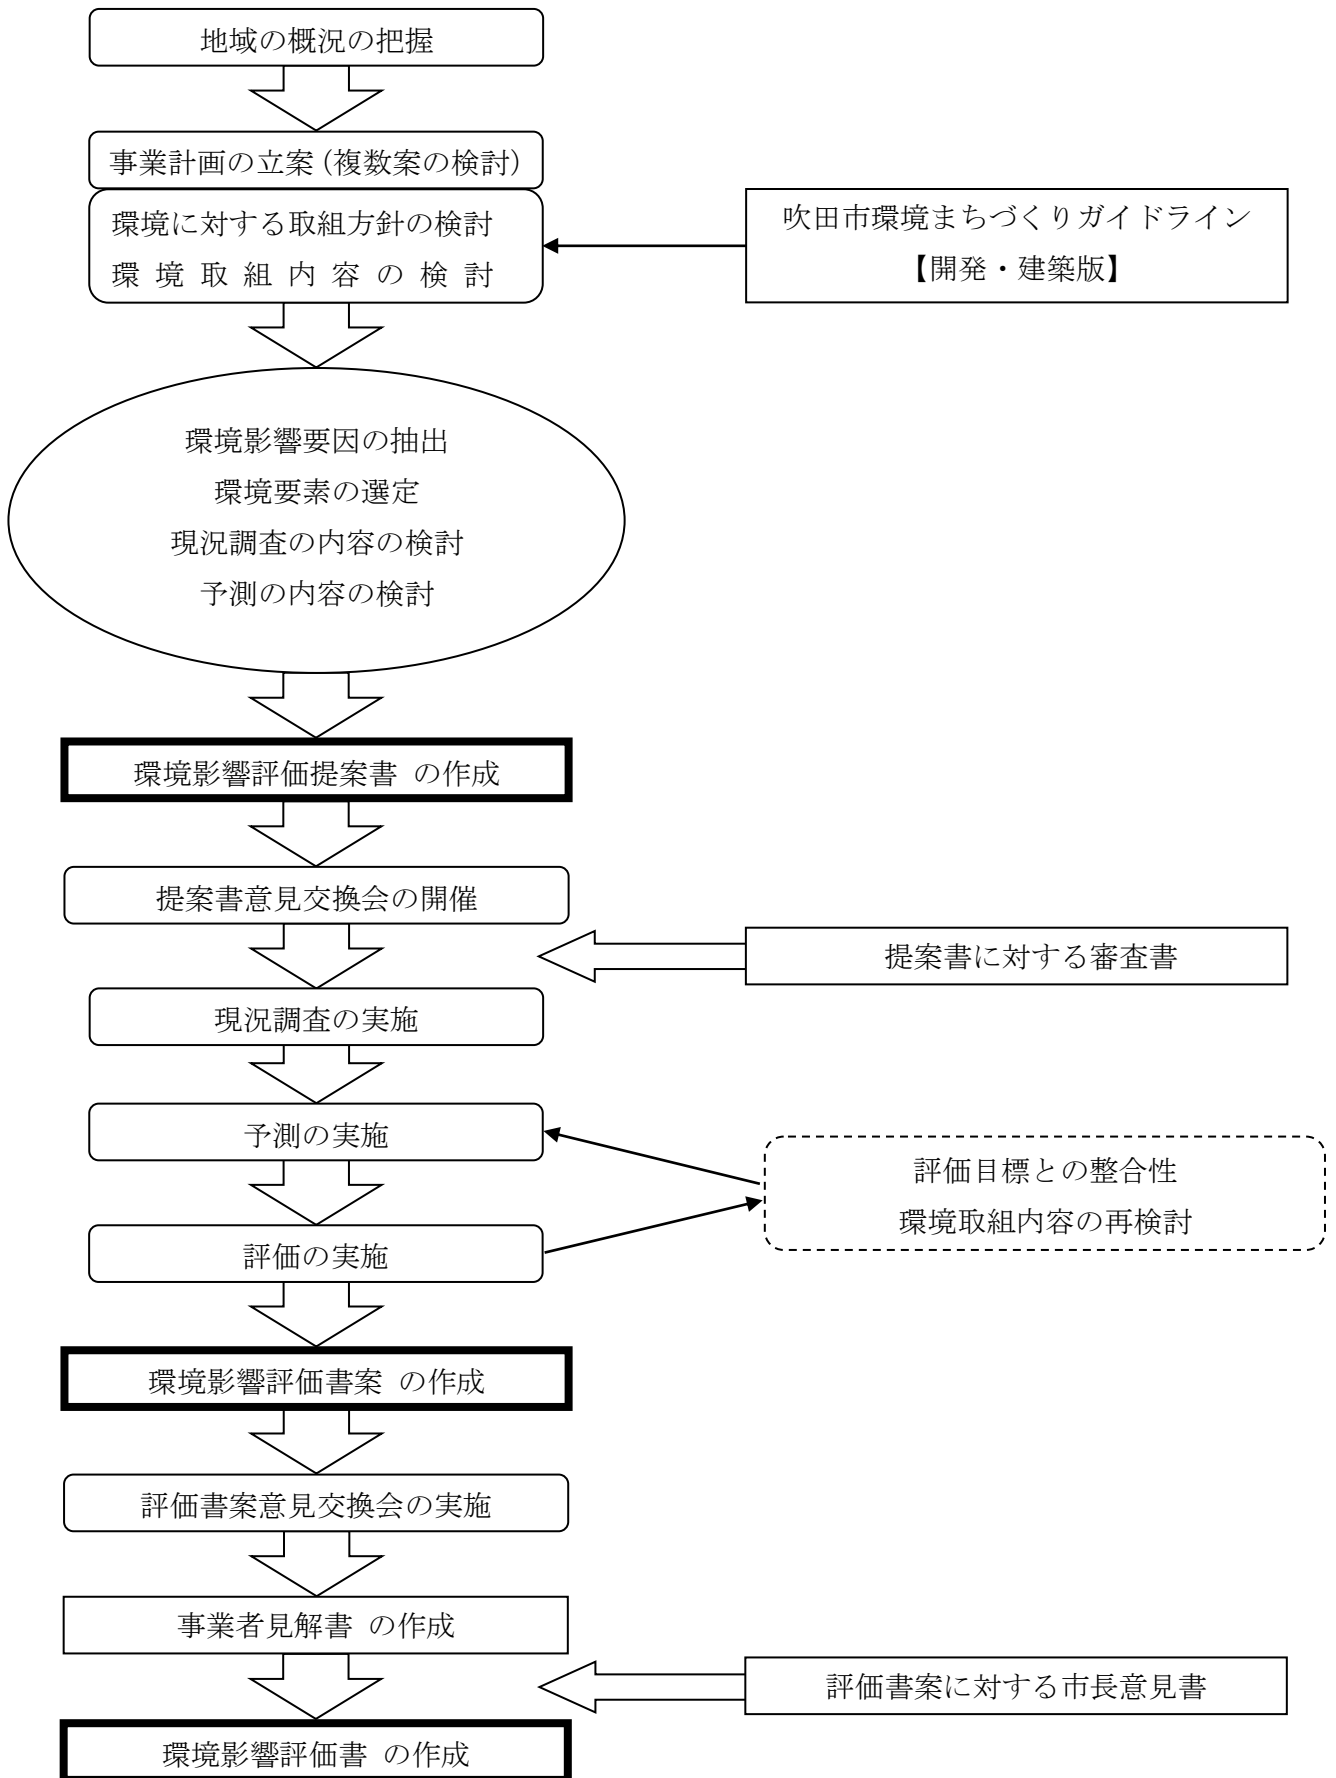 地域の概況の把握
事業計画の立案(複数案の検討)
環境に対する取組方針の検討
環境取組内容の検討
吹田市環境まちづくりガイドライン
【開発・建築版】
環境影響要因の抽出
環境要素の選定
現況調査の内容の検討
予測の内容の検討
環境影響評価提案書 の作成
提案書意見交換会の開催
提案書に対する審査書
現況調査の実施
予測の実施
評価目標との整合性
環境取組内容の再検討
評価の実施
環境影響評価書案 の作成
評価書案意見交換会の実施
事業者見解書 の作成
評価書案に対する市長意見書
環境影響評価書 の作成